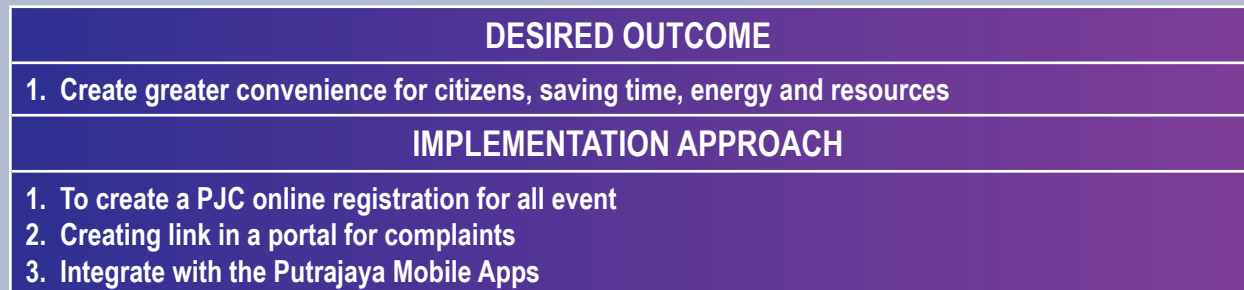 DESIRED OUTCOME
1. Create greater convenience for citizens, saving time, energy and resources
IMPLEMENTATION APPROACH
1. To create a PJC online registration for all event
2. Creating link in a portal for complaints
3. Integrate with the Putrajaya Mobile Apps